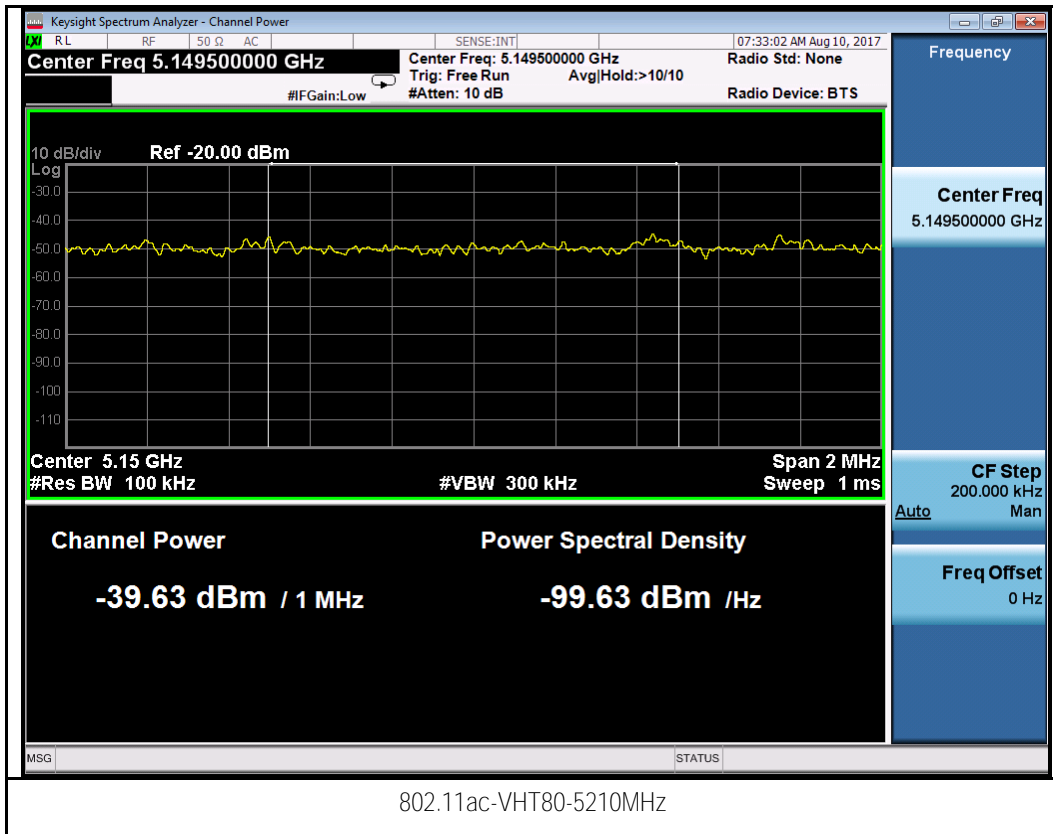 Keysight Spectrum Analyzer - Channel Power
LXI RL RF 50 Ω AC SENSE:INT 07:33:02 AM Aug 10, 2017
Center Freq 5.149500000 GHz
#IFGain:Low
Center Freq: 5.149500000 GHz
Trig: Free Run Avg|Hold:>10/10
#Atten: 10 dB
Radio Std: None
Radio Device: BTS
10 dB/div Ref -20.00 dBm
Log
-30.0
-40.0
-50.0
-60.0
-70.0
-80.0
-90.0
-100
-110
Center 5.15 GHz Span 2 MHz
#Res BW 100 kHz #VBW 300 kHz Sweep 1 ms
Channel Power Power Spectral Density
-39.63 dBm / 1 MHz -99.63 dBm /Hz
Frequency
Center Freq
5.149500000 GHz
CF Step
200.000 kHz
Auto Man
Freq Offset
0 Hz
MSG STATUS
802.11ac-VHT80-5210MHz